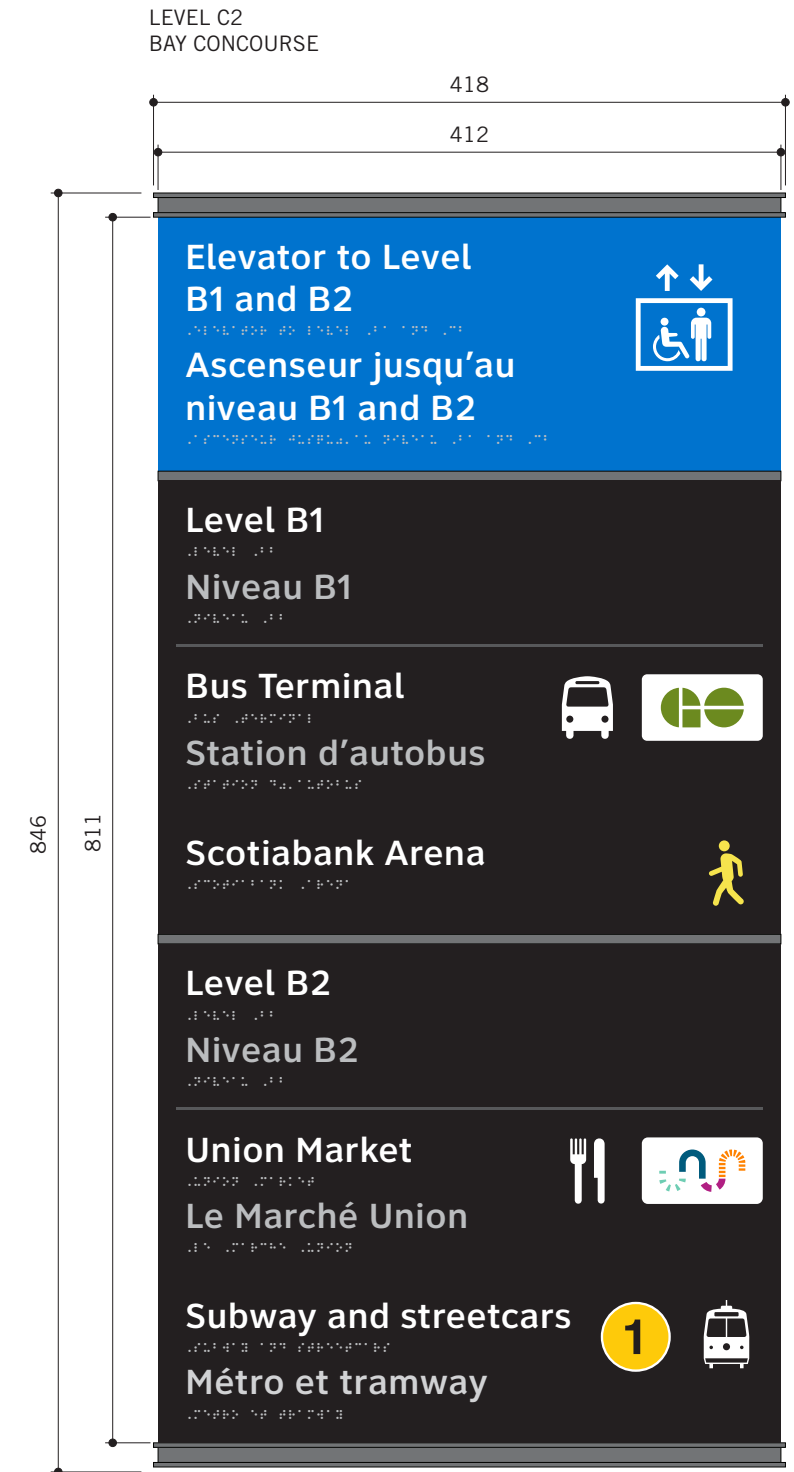 LEVEL C2
BAY CONCOURSE
418
412
846
811
Elevator to Level
B1 and B2
Ascenseur jusqu’au
niveau B1 and B2
Level B1
Niveau B1
Bus Terminal
Station d’autobus
Scotiabank Arena
Level B2
Niveau B2
Union Market
Le Marché Union
Subway and streetcars
1
Métro et tramway